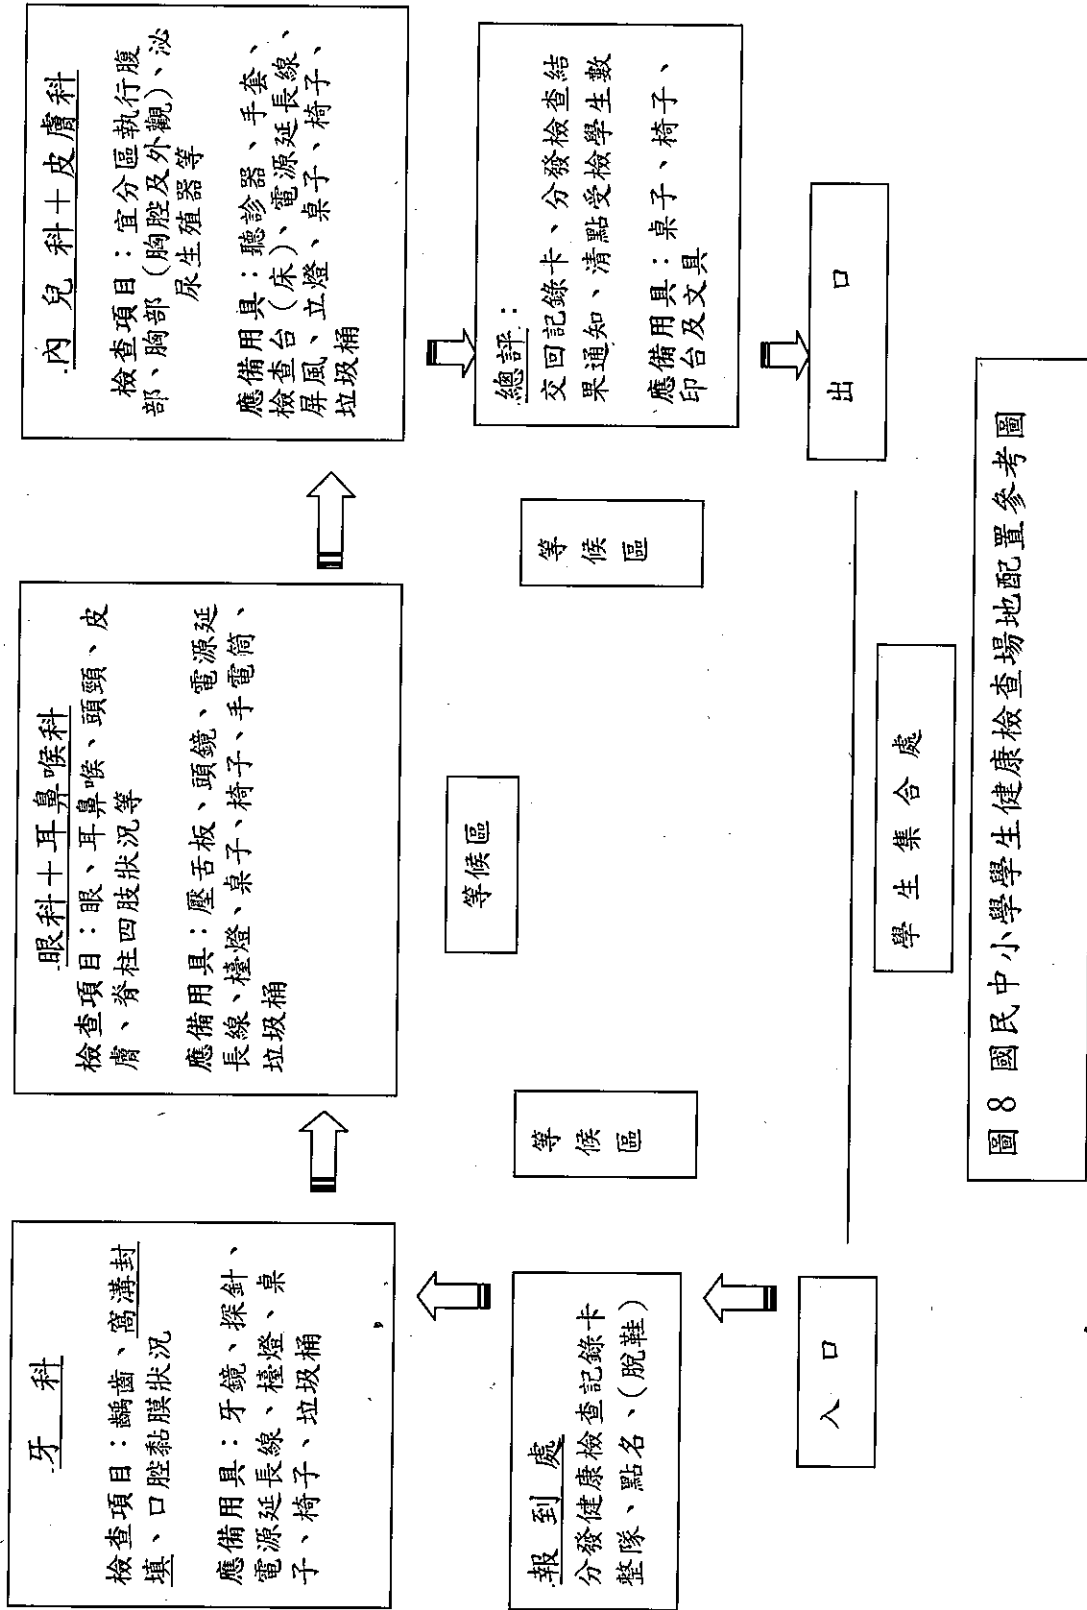 牙　科
檢查項目：齲齒、窩溝封
填、口腔黏膜狀況
應備用具：牙鏡、探針、
電源延長線、檯燈、桌
子、椅子、垃圾桶
眼科＋耳鼻喉科
檢查項目：眼、耳鼻喉、頭頸、皮
膚、脊柱四肢狀況等
應備用具：壓舌板、頭鏡、電源延
長線、檯燈、桌子、椅子、手電筒、
垃圾桶
內 兒 科＋皮膚科
檢查項目：宜分區執行腹
部、胸部（胸腔及外觀）、泌
尿生殖器等
應備用具：聽診器、手套、
檢查台（床）、電源延長線、
屏風、立燈、桌子、椅子、
垃圾桶
報 到 處
分發健康檢查記錄卡
整隊、點名、（脫鞋）
等候區
等候區
等候區
總評：
交回記錄卡、分發檢查結
果通知、清點受檢學生數
應備用具：桌子、椅子、
印台及文具
入　口
出　口
學 生 集 合 處
圖 8 國民中小學學生健康檢查場地配置參考圖